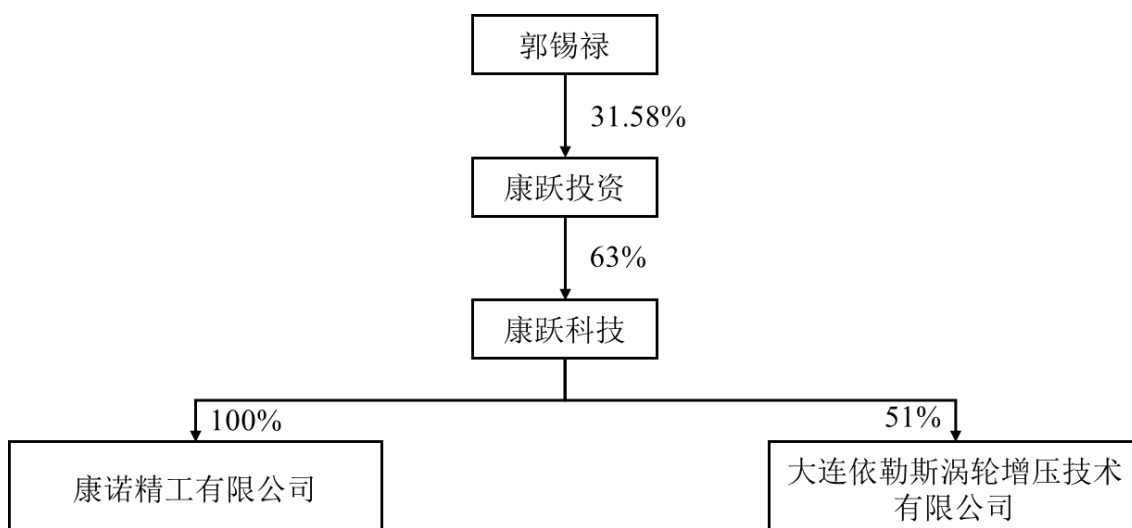 郭锡禄
31.58%
康跃投资
63%
康跃科技
100%
51%
康诺精工有限公司
大连依勒斯涡轮增压技术
有限公司